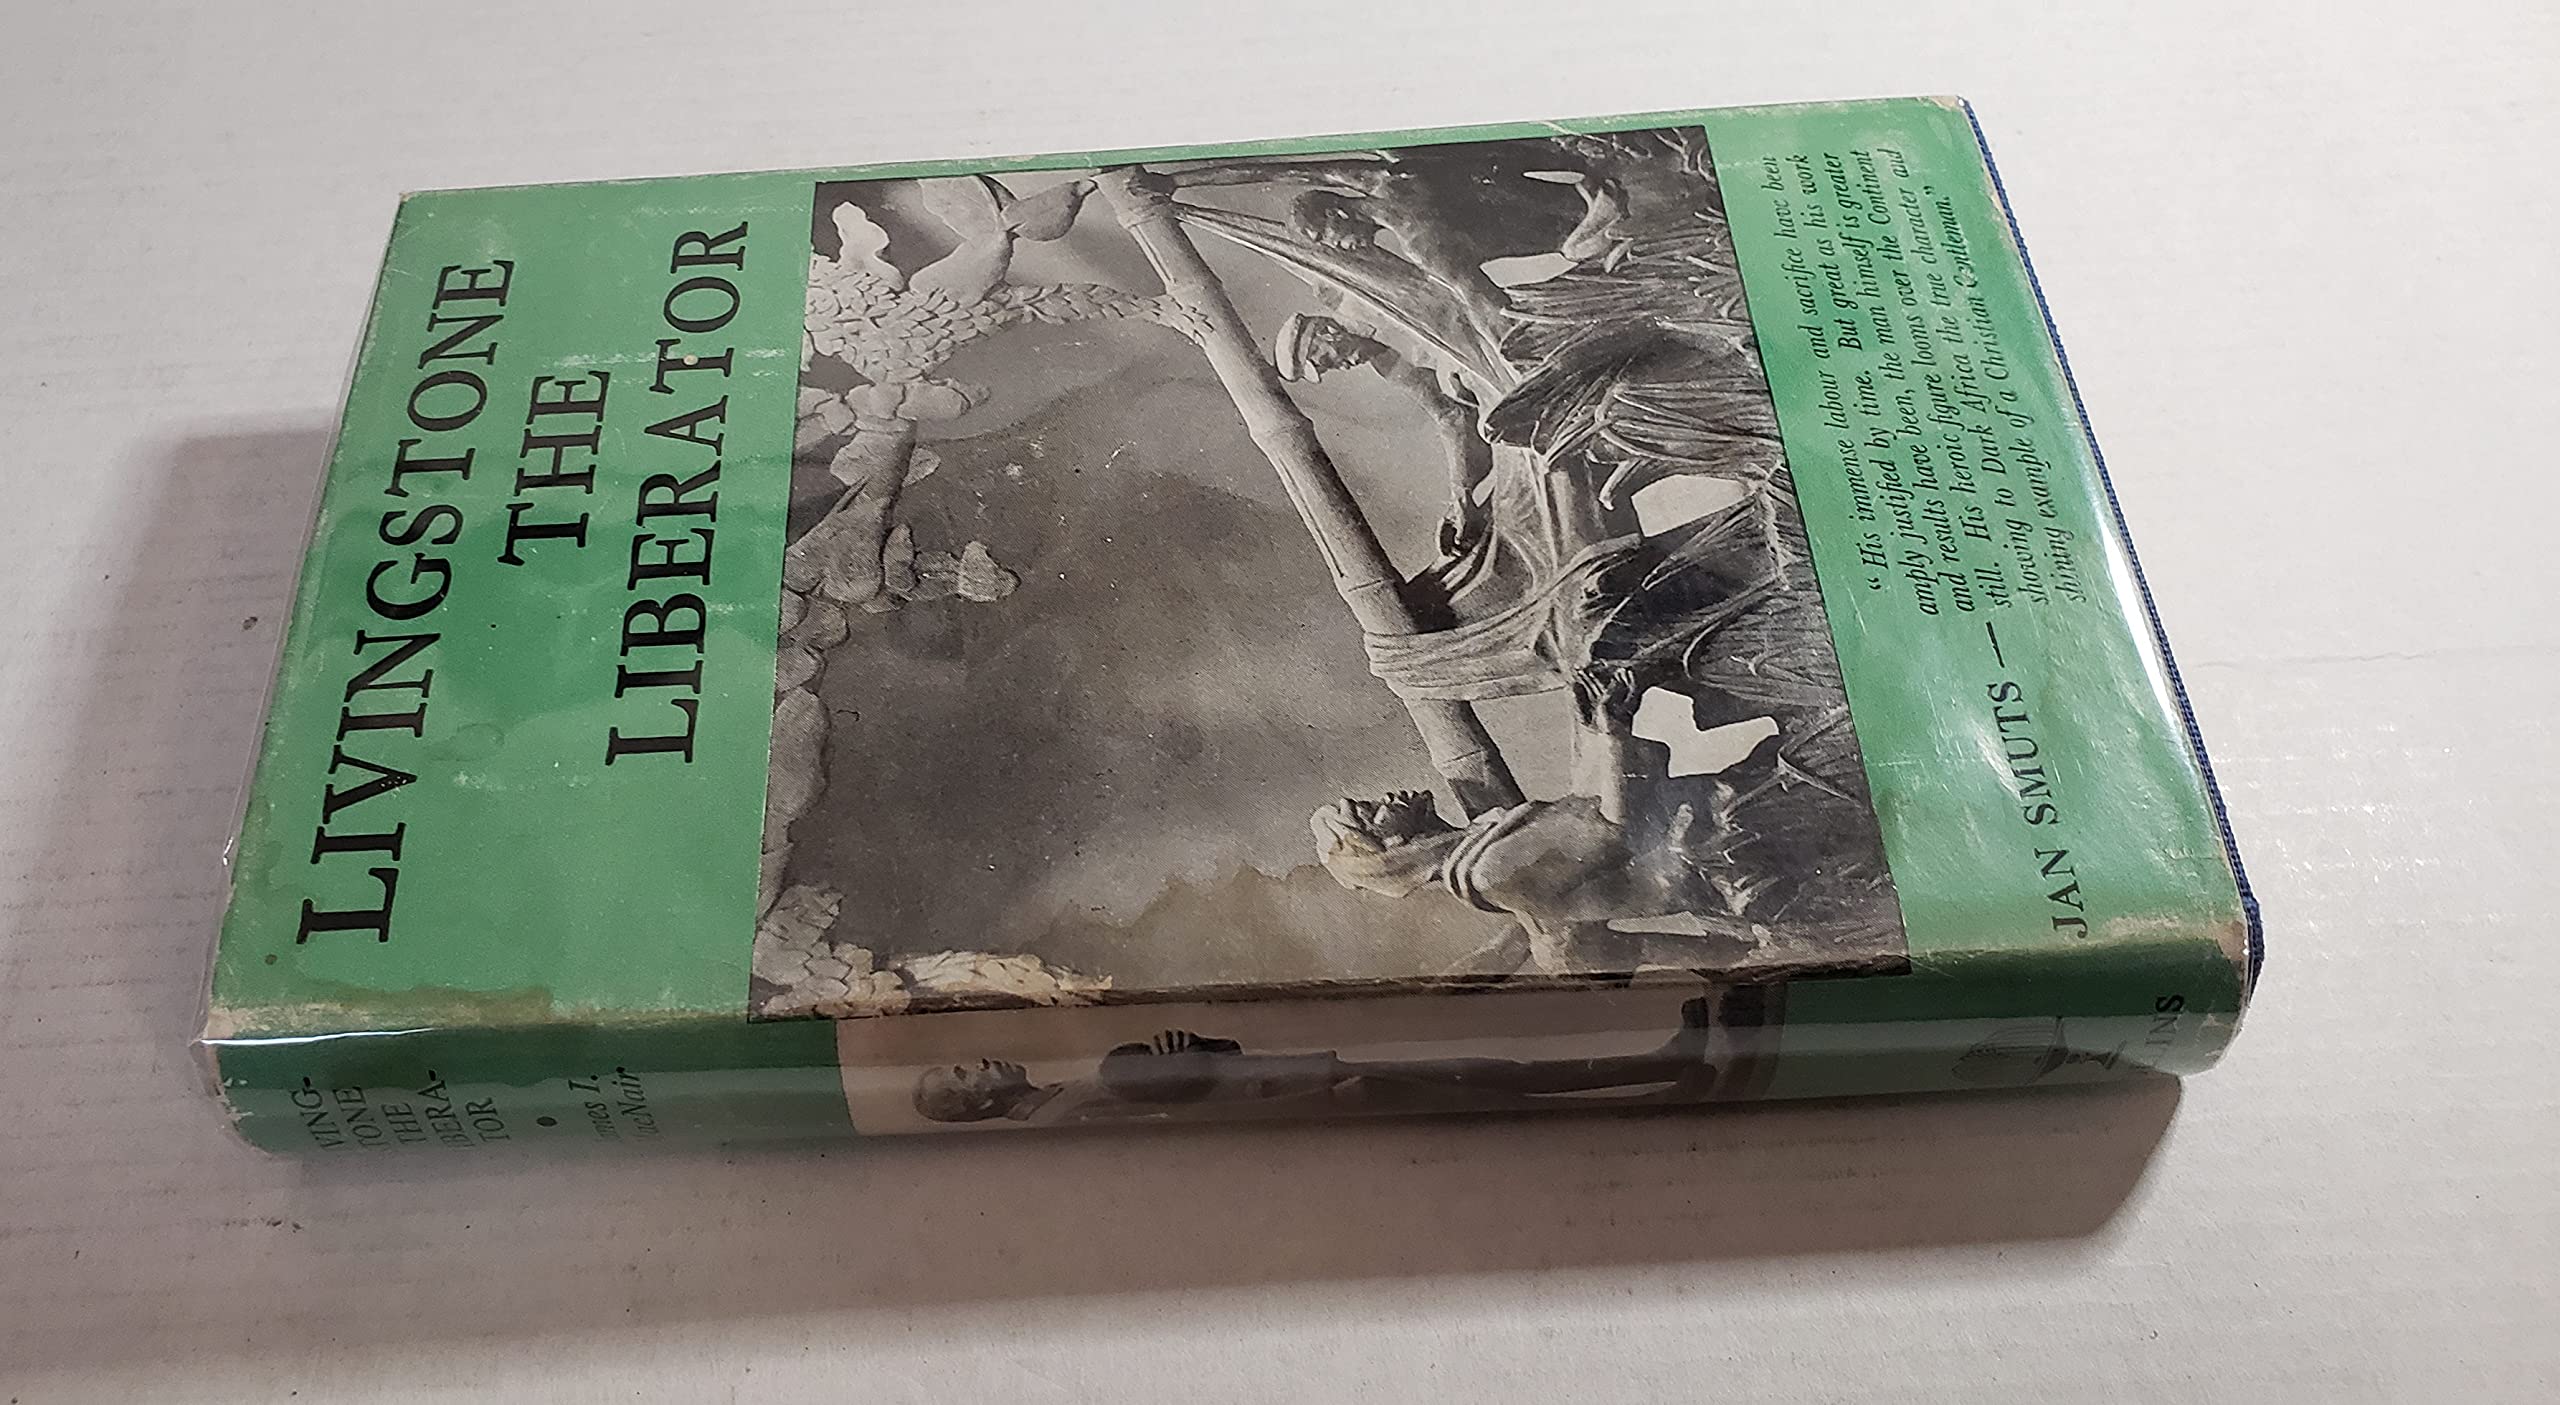 LIVINGSTONE
THE
LIBERATOR
"His immense labour and sacrifice have been
amply justified by time. But great as his work
and results have been, the man himself is greater
still. His heroic figure looms over the Continent
showing to Dark Africa the true character and
shining example of a Christian Gentleman."
JAN SMUTS —
VING-
TONE
THE
BERA-
TOR
•